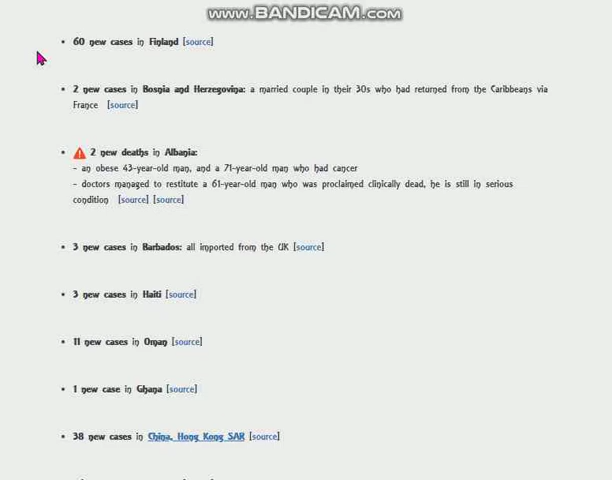 www.BANDICAM.com
• 60 new cases in Finland [source]
• 2 new cases in Bosnia and Herzegovina: a married couple in their 30s who had returned from the Caribbeans via
France [source]
• 2 new deaths in Albania:
- an obese 43-year-old man, and a 71-year-old man who had cancer
- doctors managed to restitute a 61-year-old man who was proclaimed clinically dead, he is still in serious
condition [source] [source]
• 3 new cases in Barbados: all imported from the UK [source]
• 3 new cases in Haiti [source]
• 11 new cases in Oman [source]
• 1 new case in Ghana [source]
• 38 new cases in China, Hong Kong SAR [source]